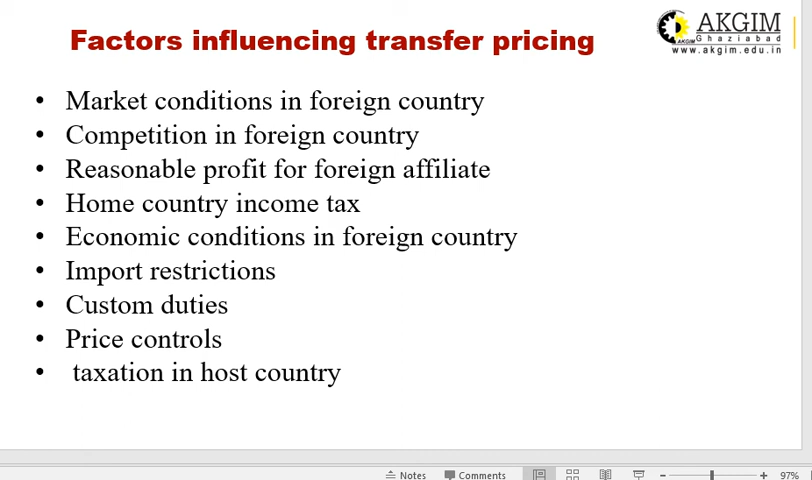 Factors influencing transfer pricing
AKGIM
Ghaziabad
AKGIM
www.akgim.edu.in
• Market conditions in foreign country
• Competition in foreign country
• Reasonable profit for foreign affiliate
• Home country income tax
• Economic conditions in foreign country
• Import restrictions
• Custom duties
• Price controls
• taxation in host country
Notes Comments 97%